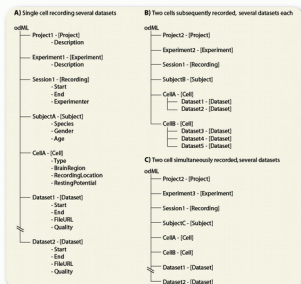 A) Single cell recording several datasets
odML
Project1 - [Project]
- Description
Experiment1 - [Experiment]
- Description
Session1 - [Recording]
- Start
- End
- Experimenter
SubjectA - [Subject]
- Species
- Gender
- Age
CellA - [Cell]
- Type
- BrainRegion
- RecordingLocation
- RestingPotential
Dataset1 - [Dataset]
- Start
- End
- FileURL
- Quality
Dataset2 - [Dataset]
- Start
- End
- FileURL
- Quality
B) Two cells subsequently recorded, several datasets each
odML
Project2 - [Project]
Experiment2 - [Experiment]
Session1 - [Recording]
SubjectB - [Subject]
CellA - [Cell]
Dataset1 - [Dataset]
Dataset2 - [Dataset]
CellB - [Cell]
Dataset3 - [Dataset]
Dataset4 - [Dataset]
Dataset5 - [Dataset]
C) Two cell simultaneously recorded, several datasets
odML
Project2 - [Project]
Experiment3 - [Experiment]
Session1 - [Recording]
SubjectC - [Subject]
CellA - [Cell]
CellB - [Cell]
Dataset1 - [Dataset]
Dataset2 - [Dataset]